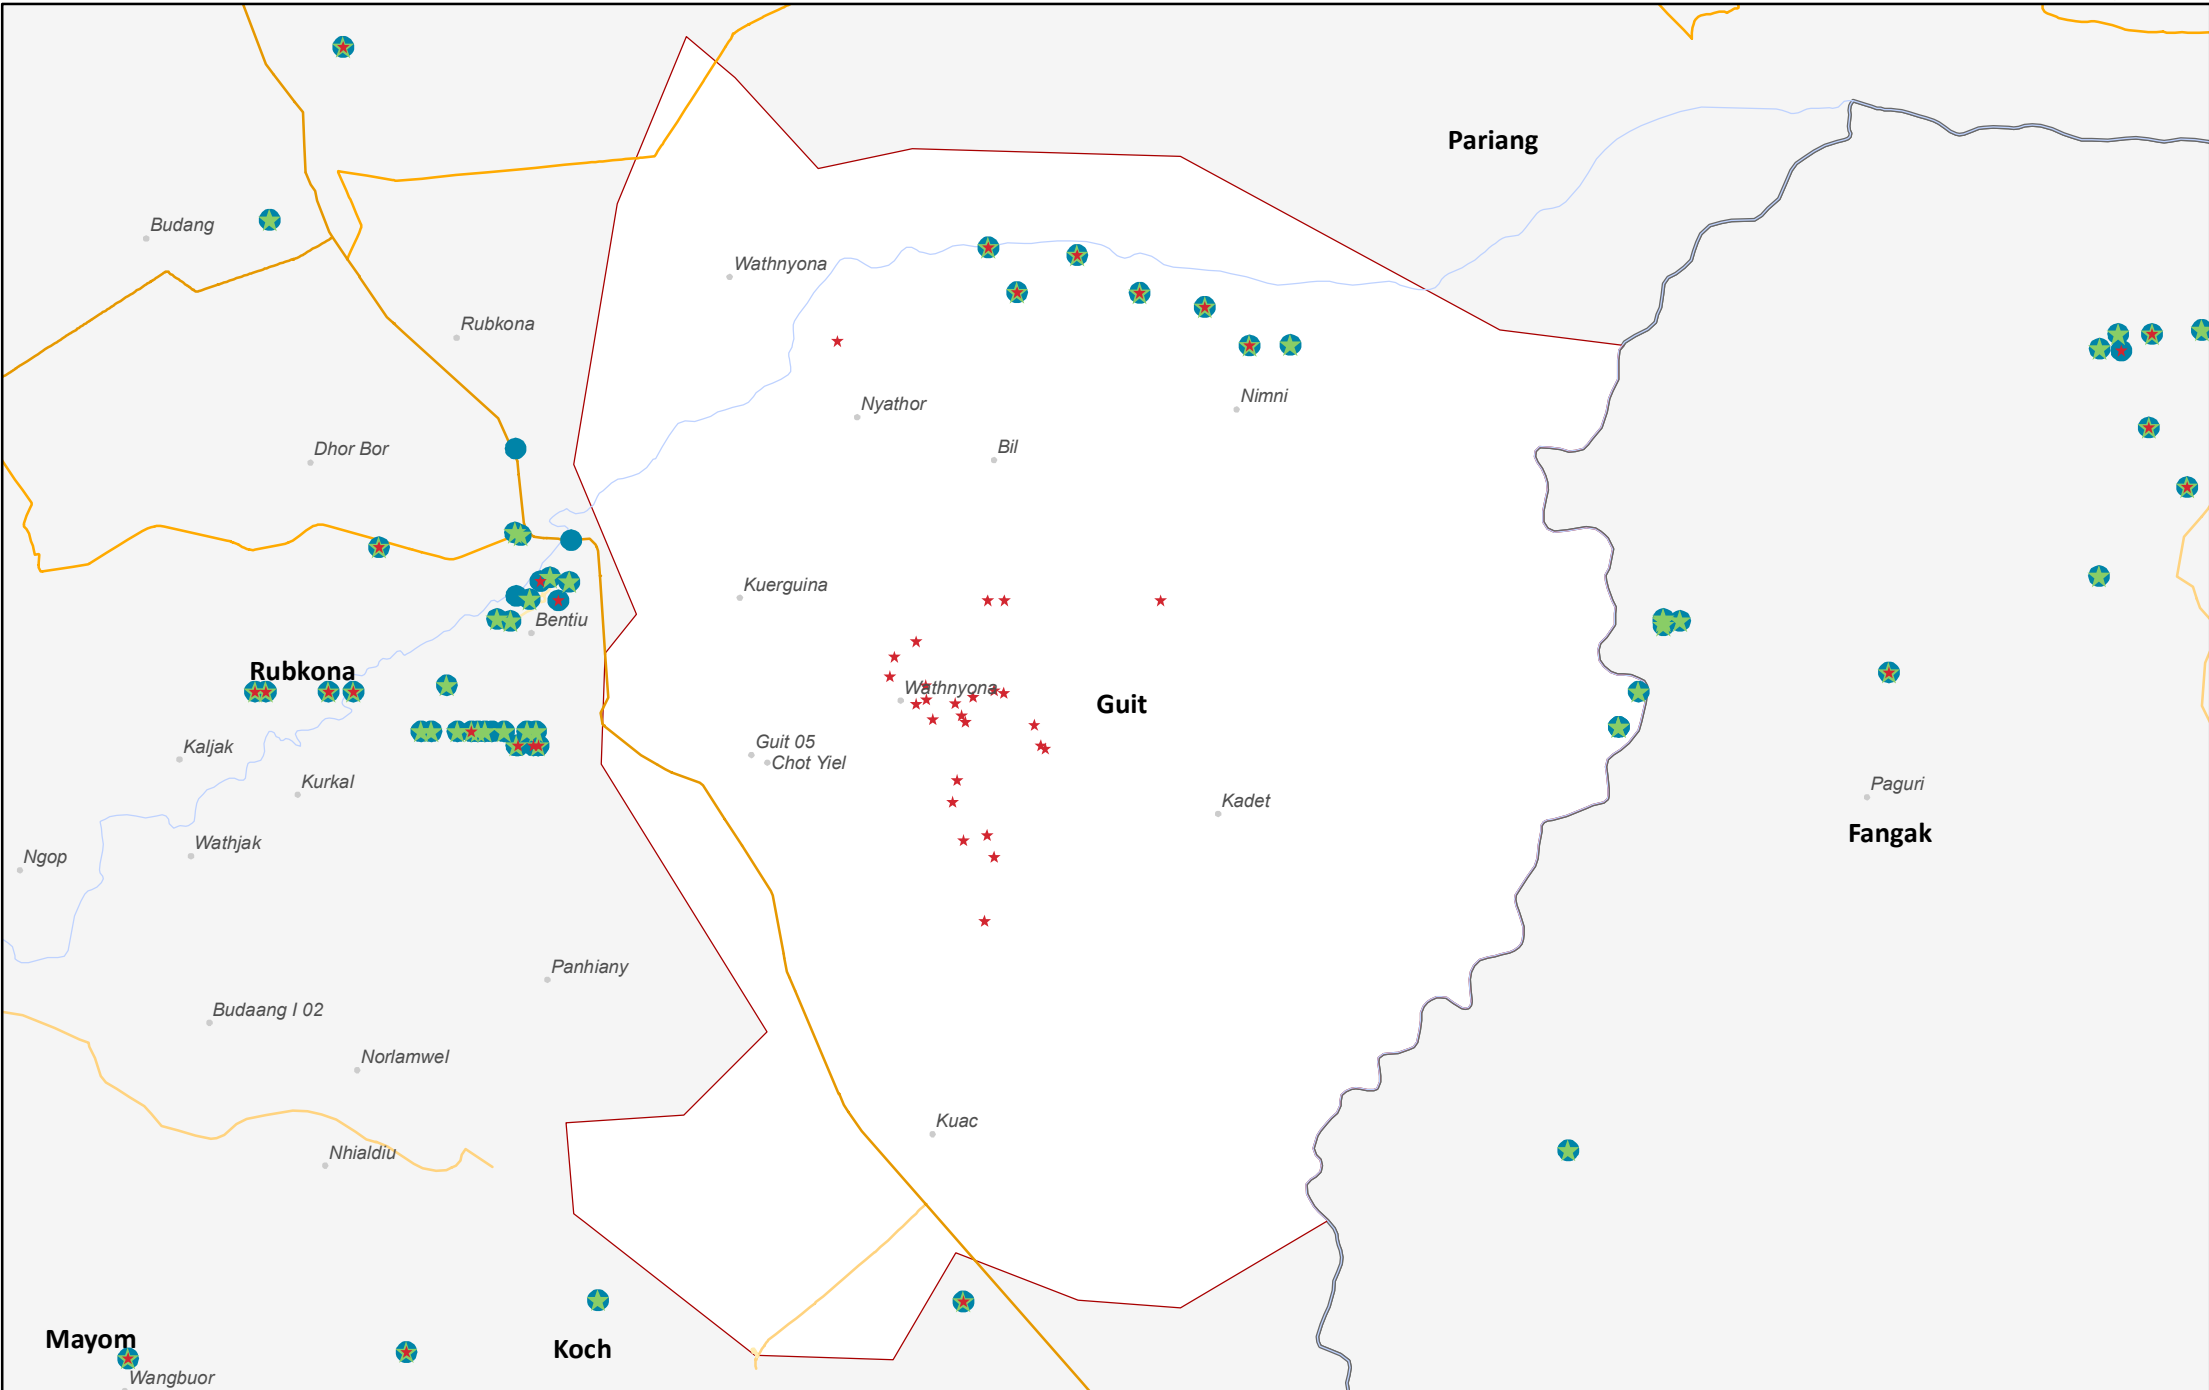 Pariang
Budang
Wathnyona
Rubkona
Nyathor
Nimni
Bil
Dhor Bor
Kuerguina
Bentiu
Rubkona
Wathnyona
Guit
Guit 05
Chot Yiel
Kaljak
Kurkal
Kadet
Paguri
Fangak
Wathjak
Ngop
Panhiany
Budaang I 02
Norlamwel
Kuac
Nhialdiu
Mayom
Koch
Wangbuor